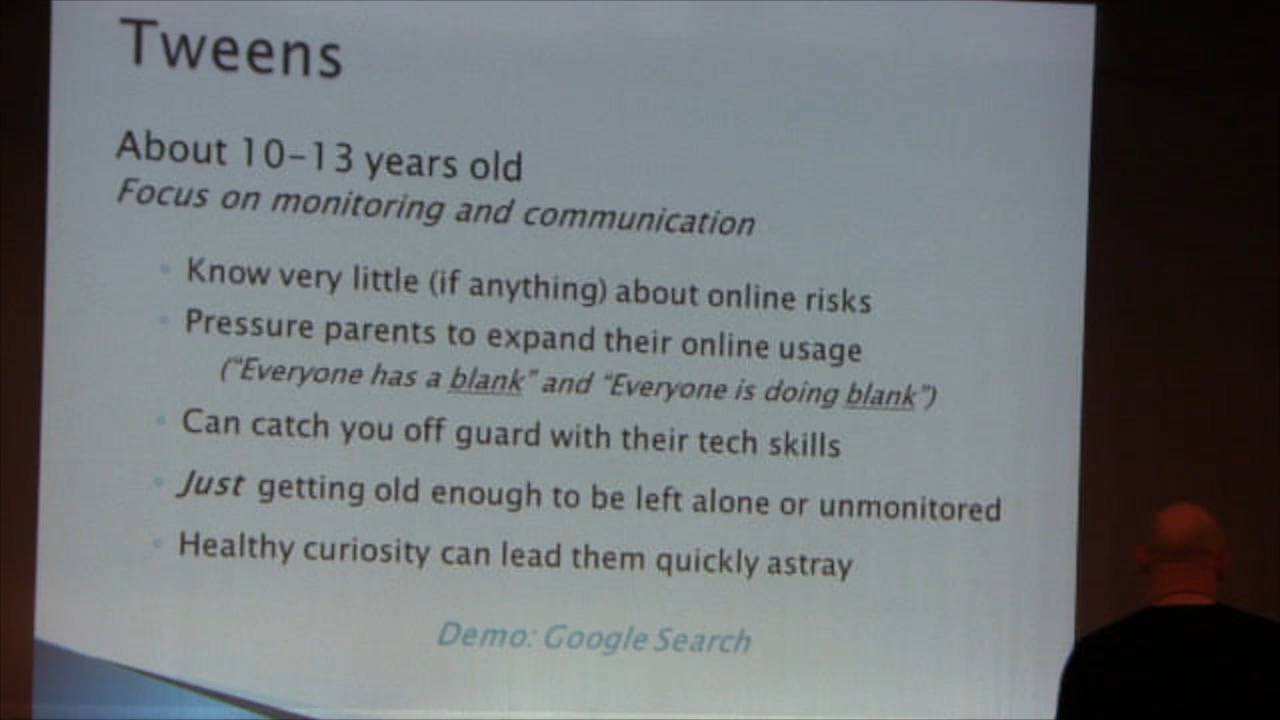 Tweens
About 10-13 years old
Focus on monitoring and communication
Know very little (if anything) about online risks
Pressure parents to expand their online usage
("Everyone has a blank" and "Everyone is doing blank")
Can catch you off guard with their tech skills
Just getting old enough to be left alone or unmonitored
Healthy curiosity can lead them quickly astray
Demo: Google Search